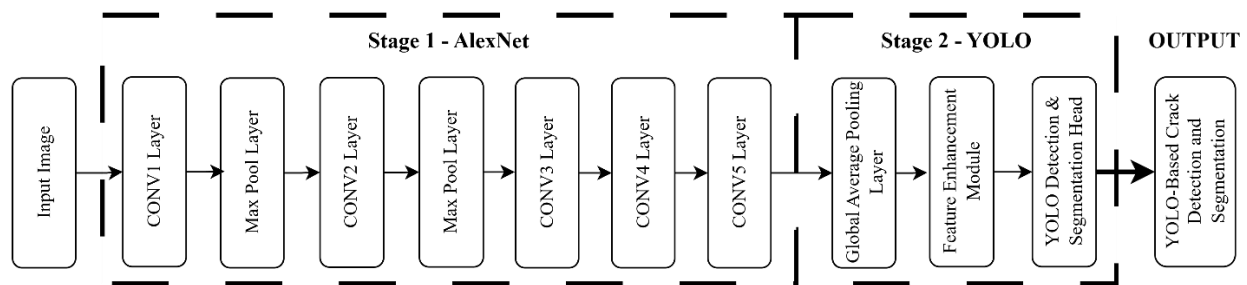 Stage 1 - AlexNet
Stage 2 - YOLO
OUTPUT
Input Image
CONV1 Layer
Max Pool Layer
CONV2 Layer
Max Pool Layer
CONV3 Layer
CONV4 Layer
CONV5 Layer
Global Average Pooling
Layer
Feature Enhancement
Module
YOLO Detection &
Segmentation Head
YOLO-Based Crack
Detection and
Segmentation